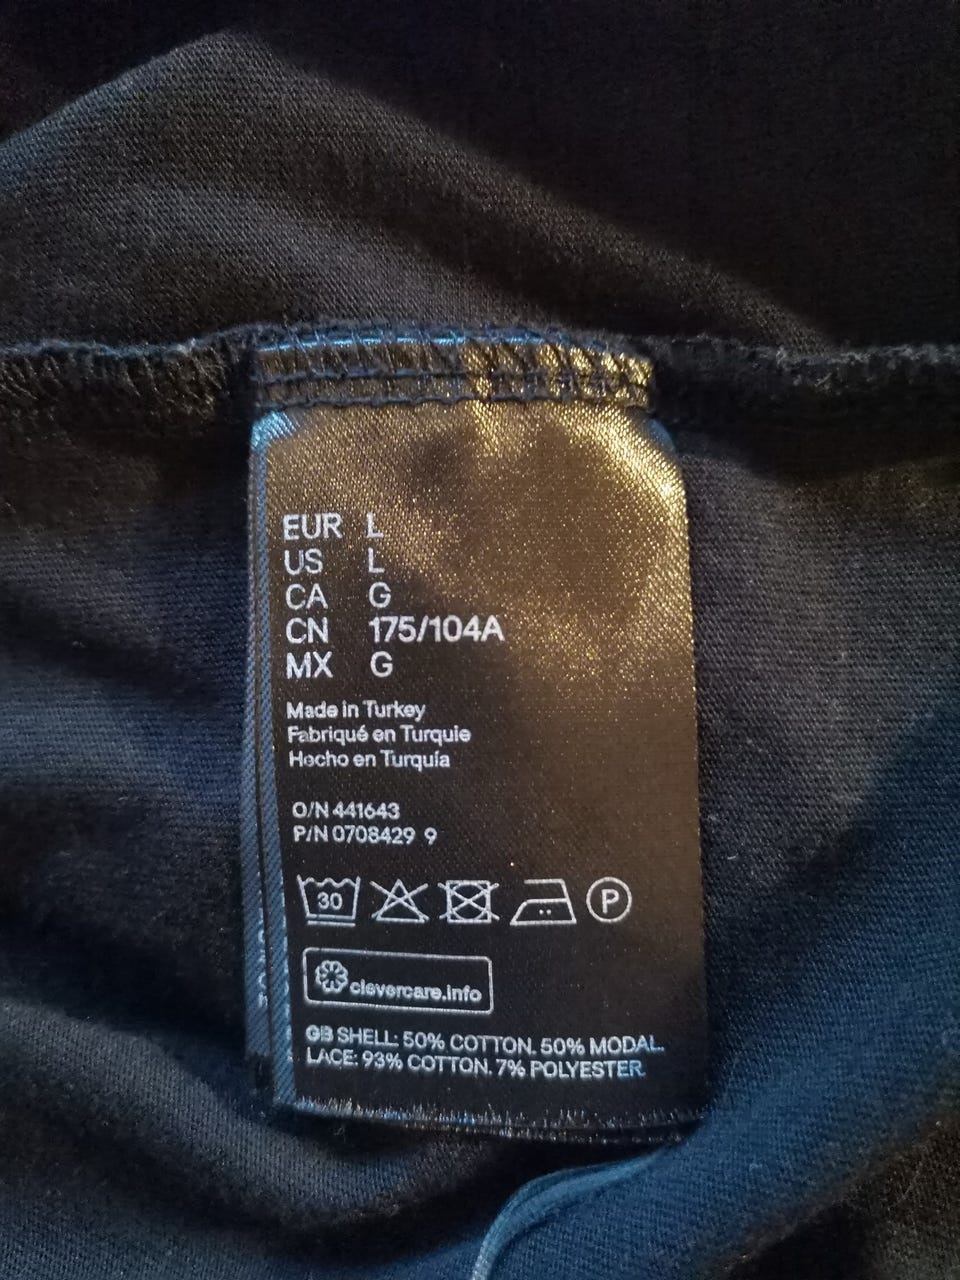 EUR L
US L
CA G
CN 175/104A
MX G
Made in Turkey
Fabriqué en Turquie
Hecho en Turquía
O/N 441643
P/N 0708429 9
30 P
clevercare.info
GB SHELL: 50% COTTON. 50% MODAL.
LACE: 93% COTTON. 7% POLYESTER